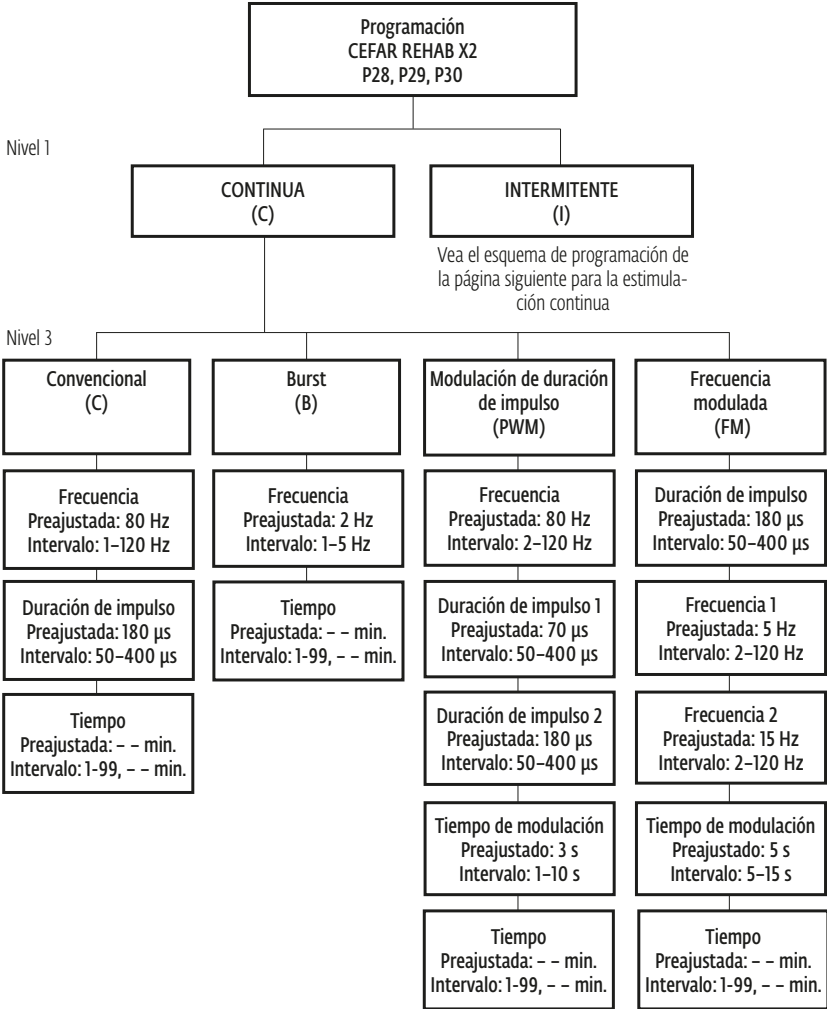 Programación
CEFAR REHAB X2
P28, P29, P30
Nivel 1
CONTINUA
(C)
INTERMITENTE
(I)
Vea el esquema de programación de
la página siguiente para la estimula-
ción continua
Nivel 3
Convencional
(C)
Frecuencia
Preajustada: 80 Hz
Intervalo: 1–120 Hz
Duración de impulso
Preajustada: 180 µs
Intervalo: 50–400 µs
Tiempo
Preajustada: – – min.
Intervalo: 1-99, – – min.
Burst
(B)
Frecuencia
Preajustada: 2 Hz
Intervalo: 1–5 Hz
Tiempo
Preajustada: – – min.
Intervalo: 1-99, – – min.
Modulación de duración
de impulso
(PWM)
Frecuencia
Preajustada: 80 Hz
Intervalo: 2–120 Hz
Duración de impulso 1
Preajustada: 70 µs
Intervalo: 50–400 µs
Duración de impulso 2
Preajustada: 180 µs
Intervalo: 50–400 µs
Tiempo de modulación
Preajustado: 3 s
Intervalo: 1–10 s
Tiempo
Preajustada: – – min.
Intervalo: 1-99, – – min.
Frecuencia
modulada
(FM)
Duración de impulso
Preajustada: 180 µs
Intervalo: 50–400 µs
Frecuencia 1
Preajustada: 5 Hz
Intervalo: 2–120 Hz
Frecuencia 2
Preajustada: 15 Hz
Intervalo: 2–120 Hz
Tiempo de modulación
Preajustado: 5 s
Intervalo: 5–15 s
Tiempo
Preajustada: – – min.
Intervalo: 1-99, – – min.